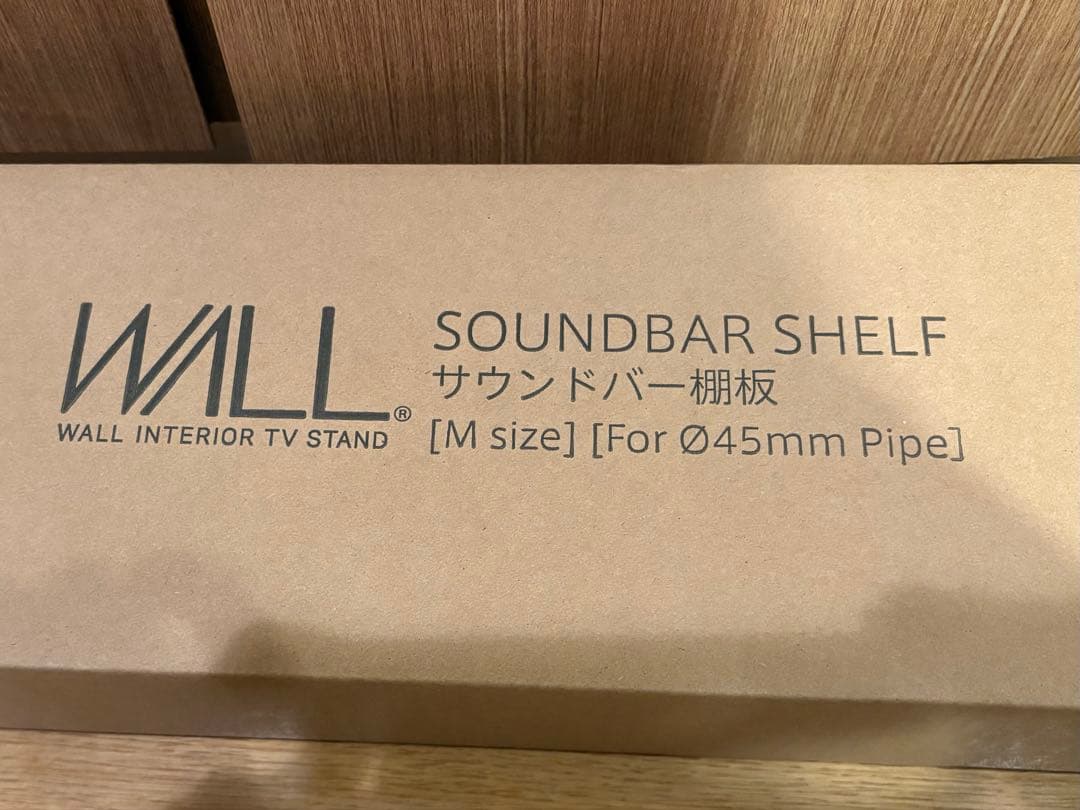 WALL®
WALL INTERIOR TV STAND
SOUNDBAR SHELF
サウンドバー棚板
[M size] [For Ø45mm Pipe]